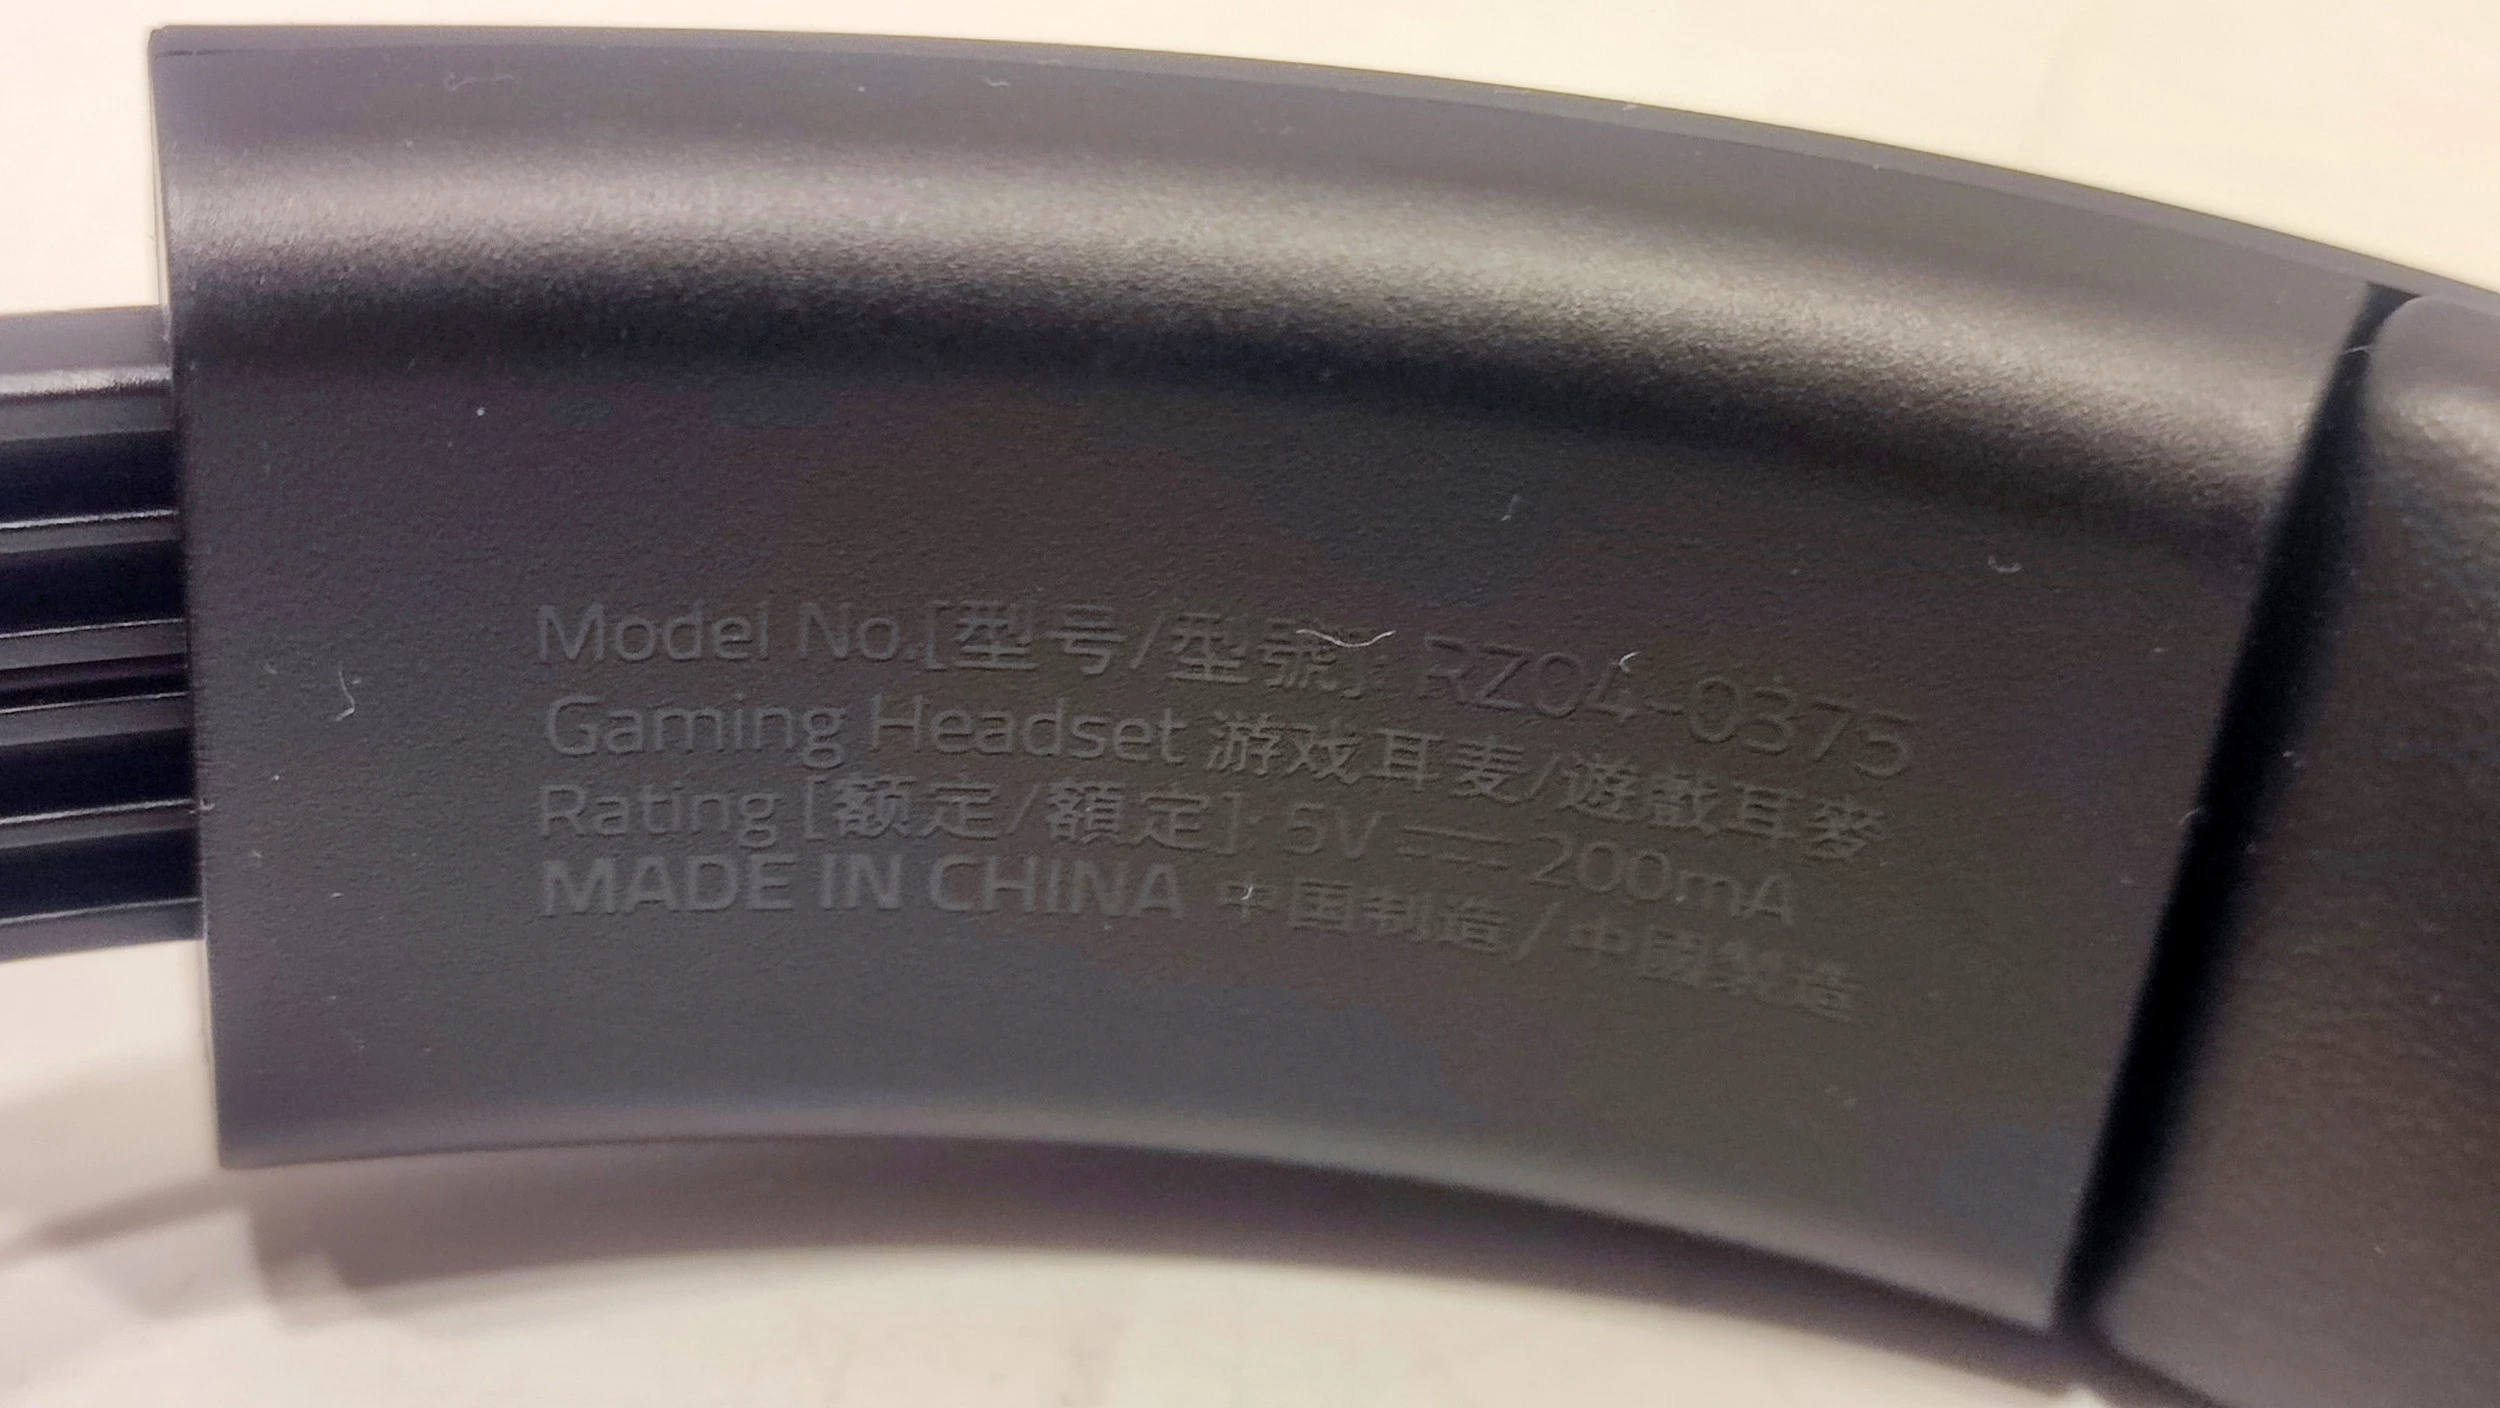 Model No.[型号/型號]: RZ04-0375
Gaming Headset 游戏耳麦/遊戲耳麥
Rating [额定/額定]: 5V ⎓ 200mA
MADE IN CHINA 中国制造/中國製造